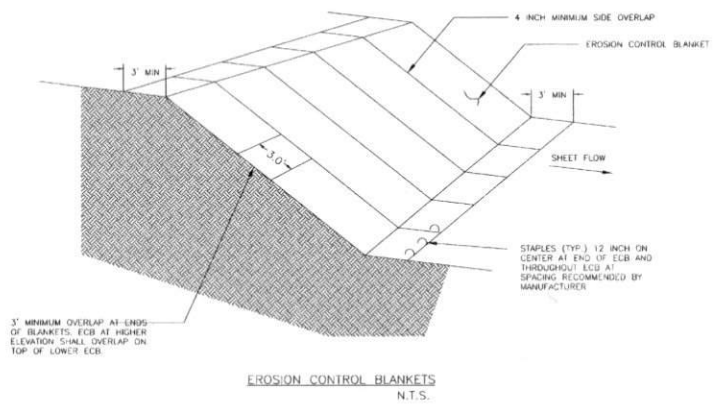 4 INCH MINIMUM SIDE OVERLAP
EROSION CONTROL BLANKET
3' MIN
3' MIN
3.0'
SHEET FLOW
STAPLES (TYP.) 12 INCH ON
CENTER AT END OF ECB AND
THROUGHOUT ECB AT
SPACING RECOMMENDED BY
MANUFACTURER
3' MINIMUM OVERLAP AT ENDS
OF BLANKETS. ECB AT HIGHER
ELEVATION SHALL OVERLAP ON
TOP OF LOWER ECB.
EROSION CONTROL BLANKETS
N.T.S.